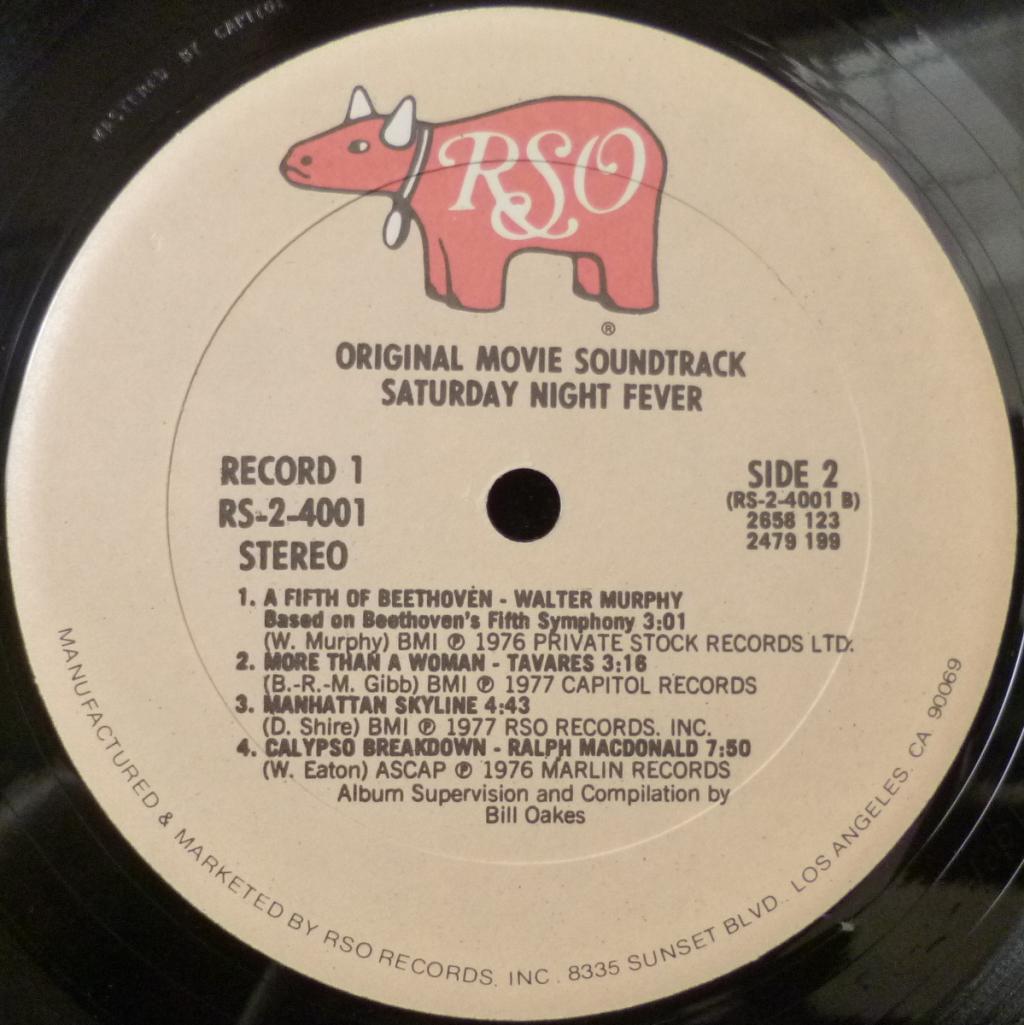 MASTERED BY CAPITOL
RSO
®
ORIGINAL MOVIE SOUNDTRACK
SATURDAY NIGHT FEVER
RECORD 1
RS-2-4001
STEREO
SIDE 2
(RS-2-4001 B)
2658 123
2479 199
1. A FIFTH OF BEETHOVEN - WALTER MURPHY
Based on Beethoven's Fifth Symphony 3:01
(W. Murphy) BMI ℗ 1976 PRIVATE STOCK RECORDS LTD.
2. MORE THAN A WOMAN - TAVARES 3:16
(B.-R.-M. Gibb) BMI ℗ 1977 CAPITOL RECORDS
3. MANHATTAN SKYLINE 4:43
(D. Shire) BMI ℗ 1977 RSO RECORDS, INC.
4. CALYPSO BREAKDOWN - RALPH MACDONALD 7:50
(W. Eaton) ASCAP ℗ 1976 MARLIN RECORDS
Album Supervision and Compilation by
Bill Oakes
MANUFACTURED & MARKETED BY RSO RECORDS, INC. 8335 SUNSET BLVD., LOS ANGELES, CA 90069